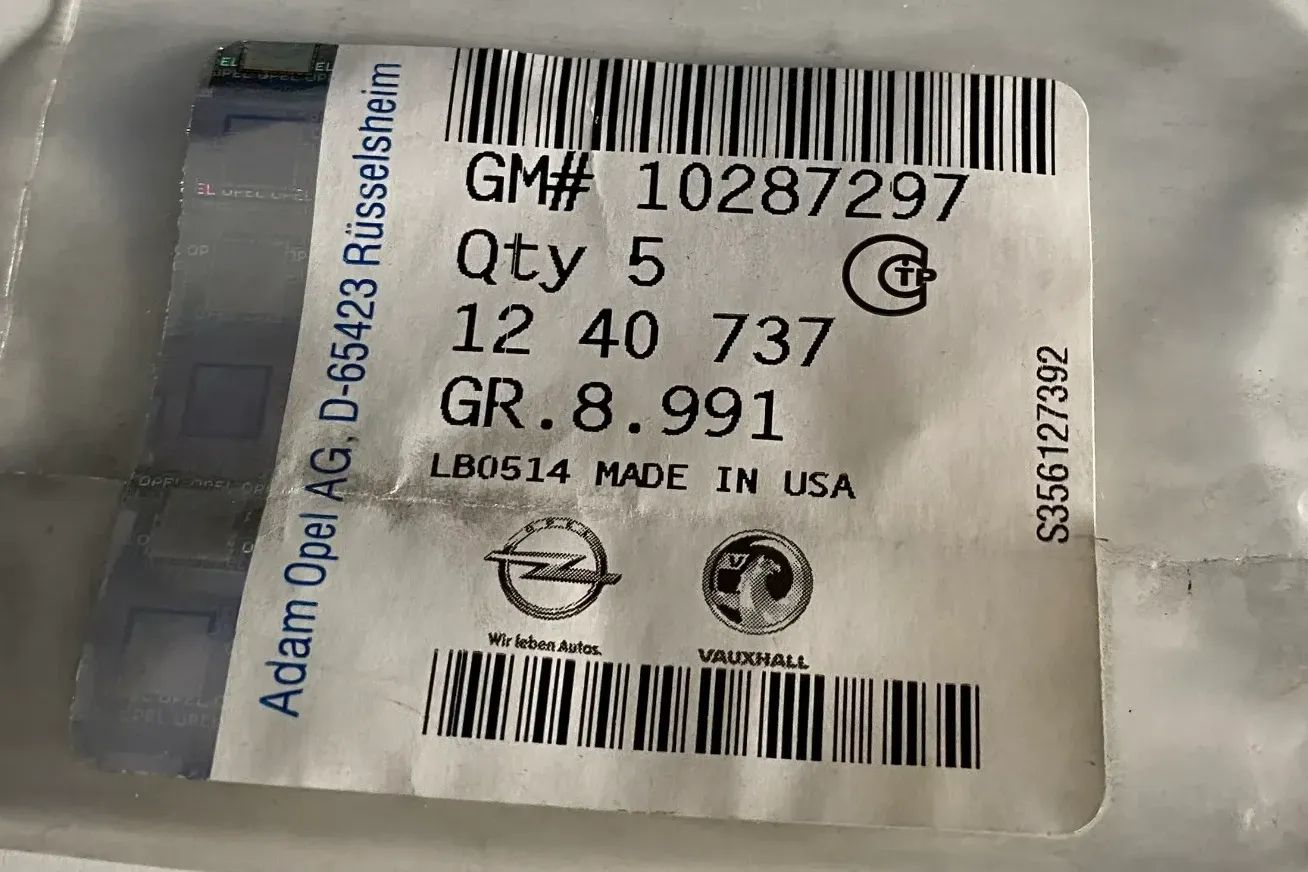 GM# 10287297
Qty 5
12 40 737
GR.8.991
LB0514 MADE IN USA
OPEL
Wir leben Autos.
V
VAUXHALL
Adam Opel AG, D-65423 Rüsselsheim
S356127392